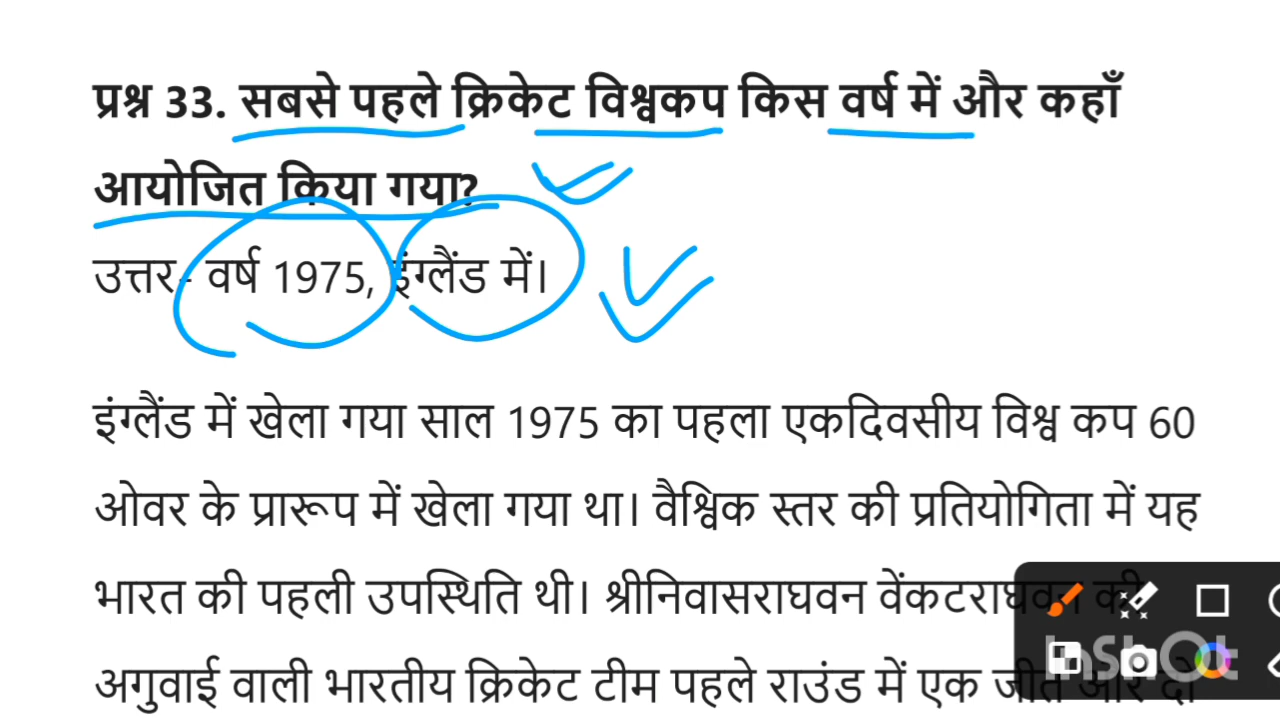 प्रश्न 33. सबसे पहले क्रिकेट विश्वकप किस वर्ष में और कहाँ
आयोजित किया गया?
उत्तर- वर्ष 1975, इंग्लैंड में।
इंग्लैंड में खेला गया साल 1975 का पहला एकदिवसीय विश्व कप 60
ओवर के प्रारूप में खेला गया था। वैश्विक स्तर की प्रतियोगिता में यह
भारत की पहली उपस्थिति थी। श्रीनिवासराघवन वेंकटराघवन की
अगुवाई वाली भारतीय क्रिकेट टीम पहले राउंड में एक जीत और दो
InShOt